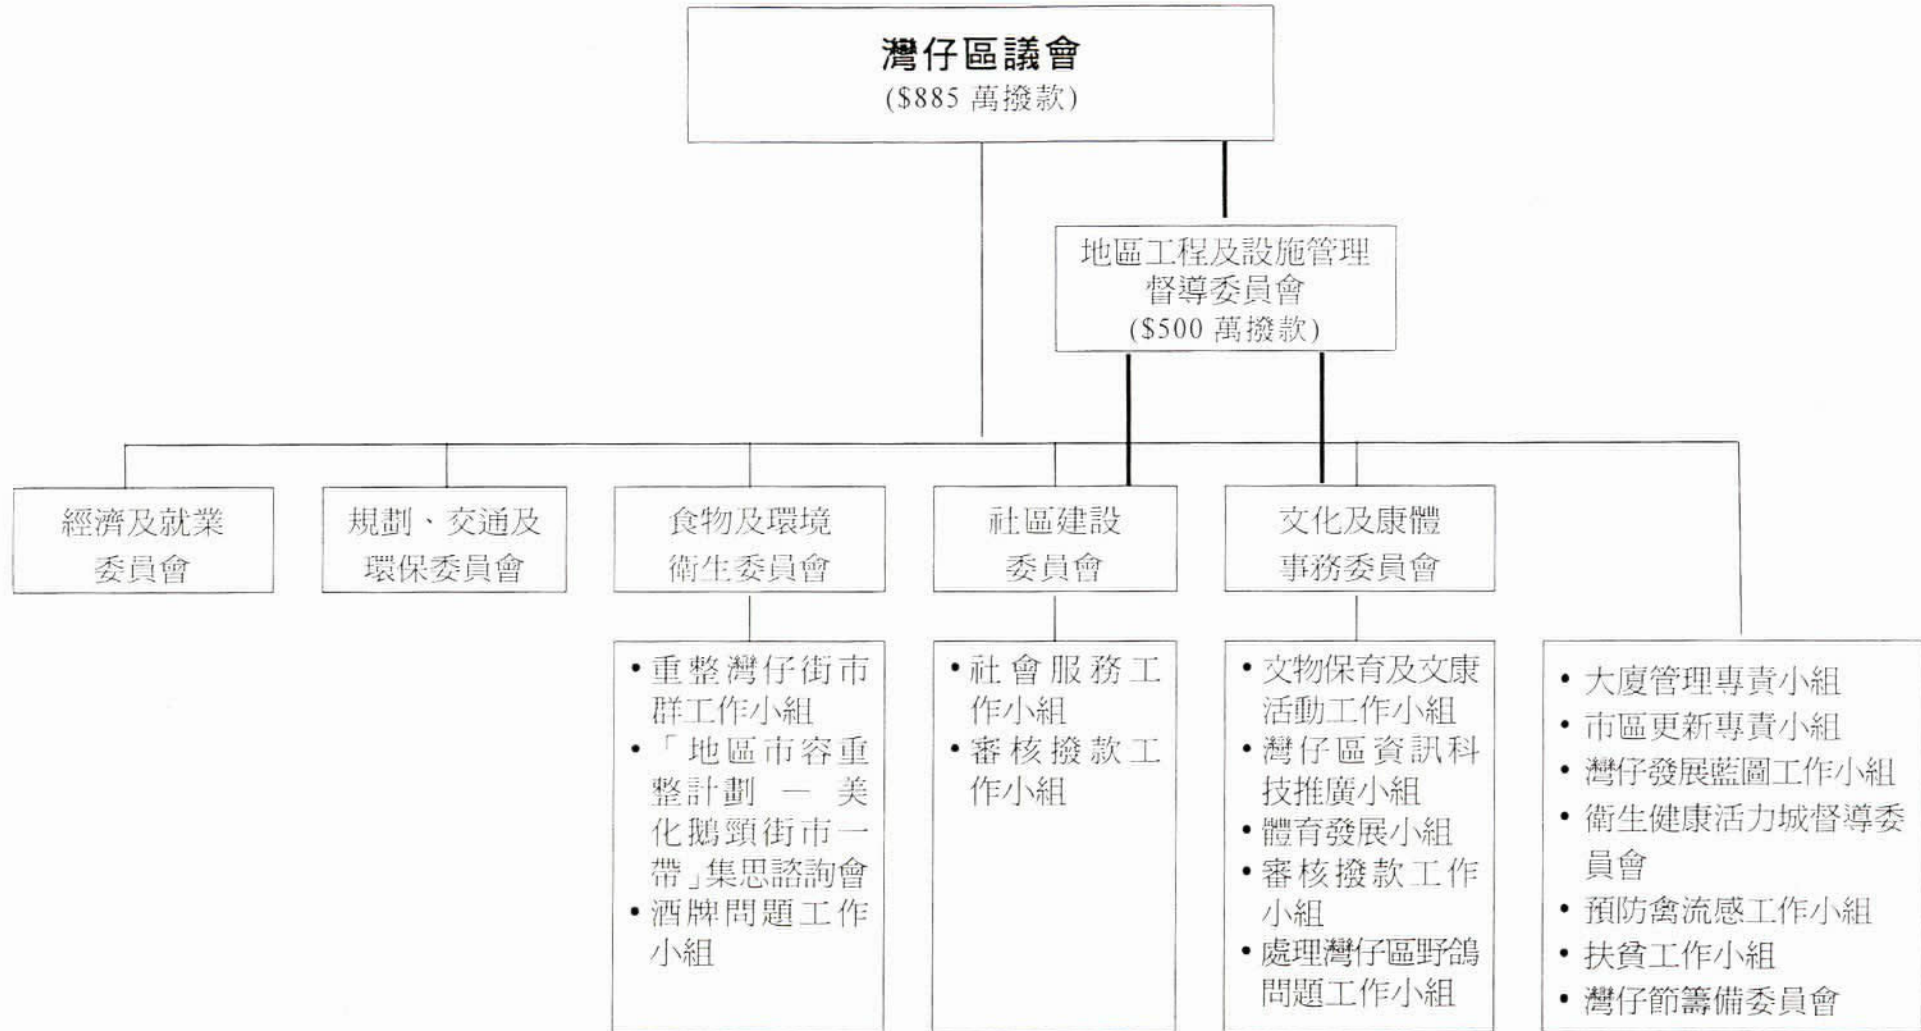 灣仔區議會
($885 萬撥款)
地區工程及設施管理
督導委員會
($500 萬撥款)
經濟及就業
委員會
規劃、交通及
環保委員會
食物及環境
衛生委員會
社區建設
委員會
文化及康體
事務委員會
• 重整灣仔街市
群工作小組
• 「地區市容重
整計劃 — 美
化鵝頸街市一
帶」集思諮詢會
• 酒牌問題工作
小組
• 社會服務工
作小組
• 審核撥款工
作小組
• 文物保育及文康
活動工作小組
• 灣仔區資訊科
技推廣小組
• 體育發展小組
• 審核撥款工作
小組
• 處理灣仔區野鴿
問題工作小組
• 大廈管理專責小組
• 市區更新專責小組
• 灣仔發展藍圖工作小組
• 衛生健康活力城督導委
員會
• 預防禽流感工作小組
• 扶貧工作小組
• 灣仔節籌備委員會